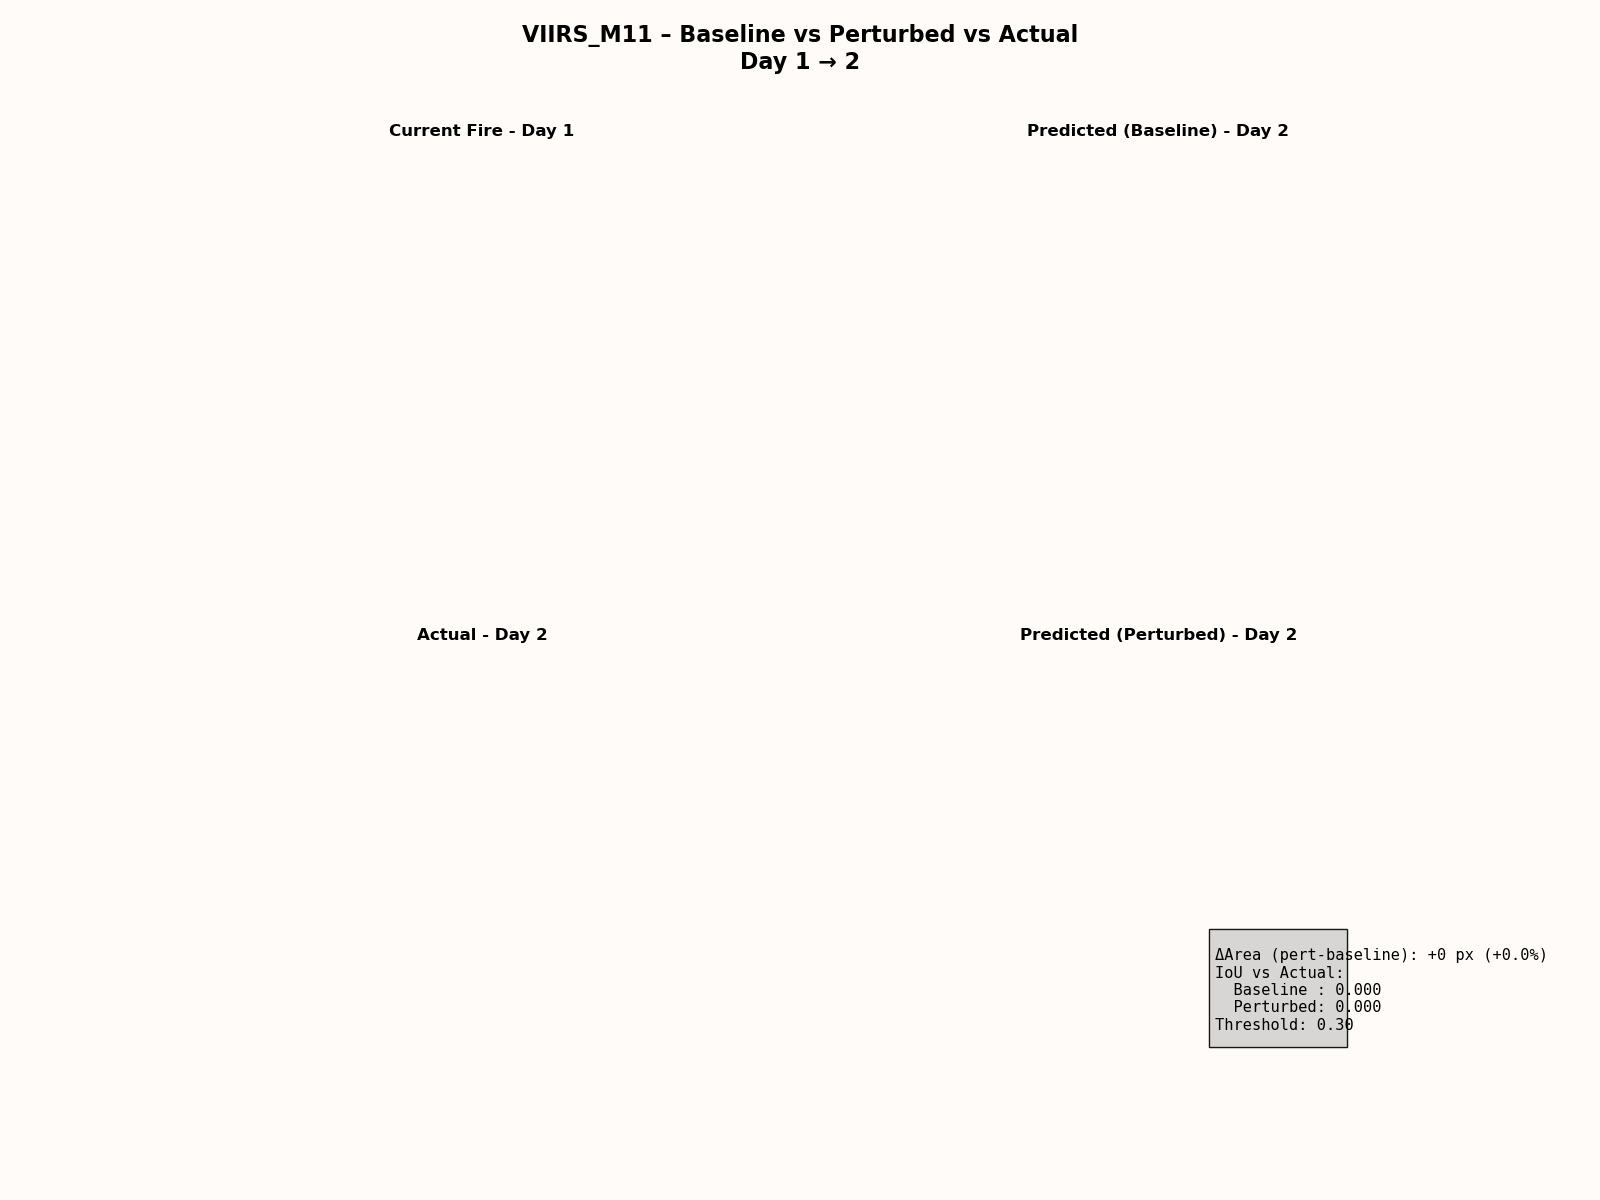 VIIRS_M11 – Baseline vs Perturbed vs Actual
Day 1 → 2
Current Fire - Day 1
Predicted (Baseline) - Day 2
Actual - Day 2
Predicted (Perturbed) - Day 2
ΔArea (pert-baseline): +0 px (+0.0%)
IoU vs Actual:
  Baseline : 0.000
  Perturbed: 0.000
Threshold: 0.30